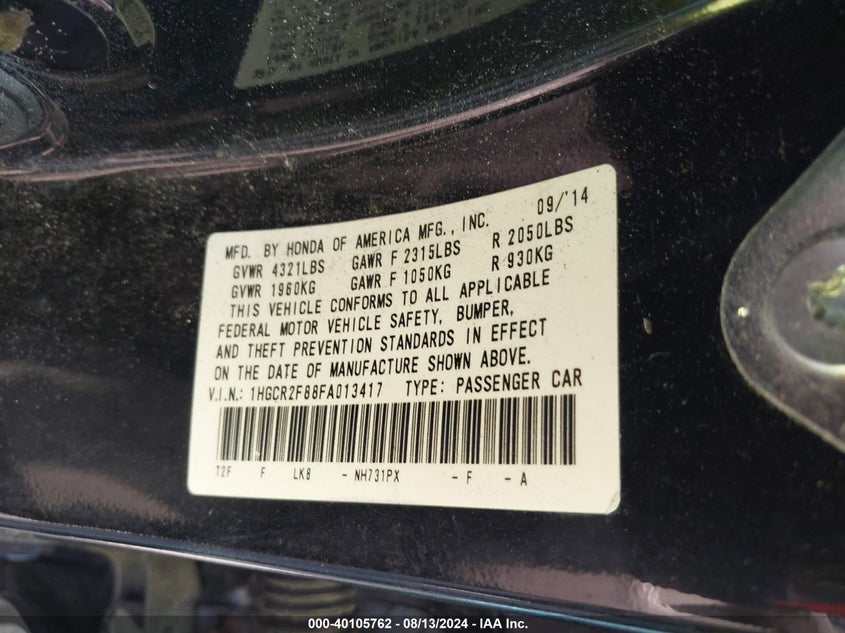 MFD. BY HONDA OF AMERICA MFG., INC. 09/'14
GVWR 4321LBS GAWR F 2315LBS R 2050LBS
GVWR 1960KG GAWR F 1050KG R 930KG
THIS VEHICLE CONFORMS TO ALL APPLICABLE
FEDERAL MOTOR VEHICLE SAFETY, BUMPER,
AND THEFT PREVENTION STANDARDS IN EFFECT
ON THE DATE OF MANUFACTURE SHOWN ABOVE.
V.I.N.: 1HGCR2F88FA013417 TYPE: PASSENGER CAR
T2F F LK8 - NH731PX - F - A
000-40105762 - 08/13/2024 - IAA Inc.